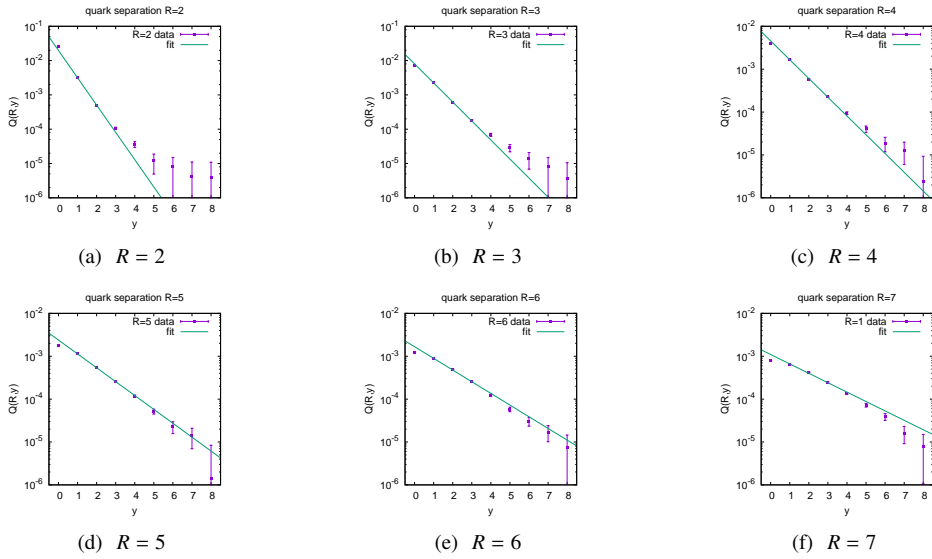 quark separation R=2
10^-1
R=2 data
fit
10^-2
10^-3
Q(R,y)
10^-4
10^-5
10^-6
0 1 2 3 4 5 6 7 8
y
(a) R = 2
quark separation R=3
10^-1
R=3 data
fit
10^-2
10^-3
Q(R,y)
10^-4
10^-5
10^-6
0 1 2 3 4 5 6 7 8
y
(b) R = 3
quark separation R=4
10^-2
R=4 data
fit
10^-3
Q(R,y)
10^-4
10^-5
10^-6
0 1 2 3 4 5 6 7 8
y
(c) R = 4
quark separation R=5
10^-2
R=5 data
fit
10^-3
Q(R,y)
10^-4
10^-5
10^-6
0 1 2 3 4 5 6 7 8
y
(d) R = 5
quark separation R=6
10^-2
R=6 data
fit
10^-3
Q(R,y)
10^-4
10^-5
10^-6
0 1 2 3 4 5 6 7 8
y
(e) R = 6
quark separation R=7
10^-2
R=1 data
fit
10^-3
Q(R,y)
10^-4
10^-5
10^-6
0 1 2 3 4 5 6 7 8
y
(f) R = 7